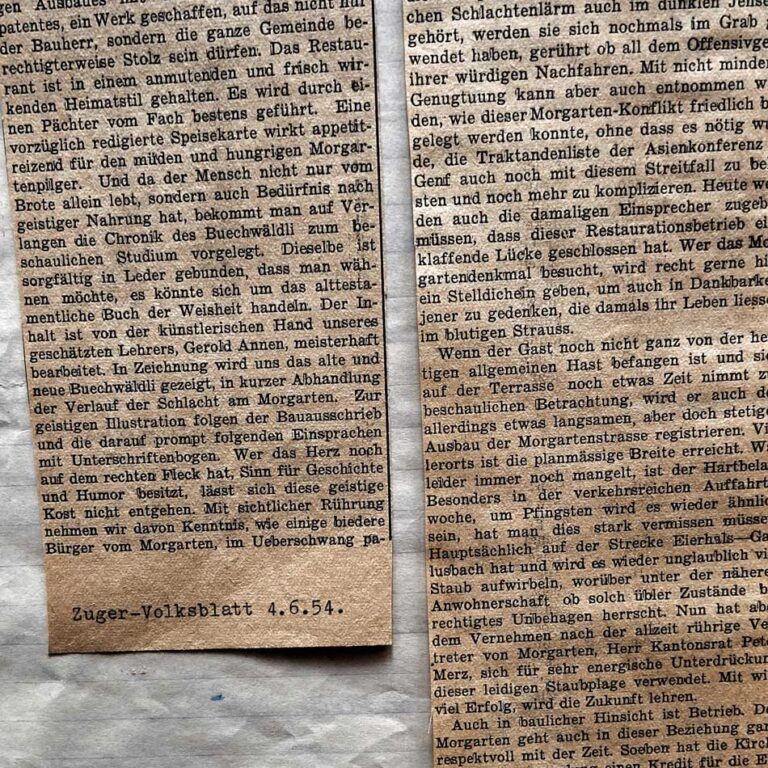 gen Ausbaues
patentes, ein Werk geschaffen, auf das nicht nur
der Bauherr, sondern die ganze Gemeinde be-
rechtigterweise Stolz sein dürfen. Das Restau-
rant ist in einem anmutenden und frisch wir-
kenden Heimatstil gehalten. Es wird durch ei-
nen Pächter vom Fach bestens geführt. Eine
vorzüglich redigierte Speisekarte wirkt appetit-
reizend für den müden und hungrigen Morgar-
tenpilger. Und da der Mensch nicht nur vom
Brote allein lebt, sondern auch Bedürfnis nach
geistiger Nahrung hat, bekommt man auf Ver-
langen die Chronik des Buechwäldli zum be-
schaulichen Studium vorgelegt. Dieselbe ist
sorgfältig in Leder gebunden, dass man wäh-
nen möchte, es könnte sich um das alttesta-
mentliche Buch der Weisheit handeln. Der In-
halt ist von der künstlerischen Hand unseres
geschätzten Lehrers, Gerold Annen, meisterhaft
bearbeitet. In Zeichnung wird uns das alte und
neue Buechwäldli gezeigt, in kurzer Abhandlung
der Verlauf der Schlacht am Morgarten. Zur
geistigen Illustration folgen der Bauausschrieb
und die darauf prompt folgenden Einsprachen
mit Unterschriftenbogen. Wer das Herz noch
auf dem rechten Fleck hat, Sinn für Geschichte
und Humor besitzt, lässt sich diese geistige
Kost nicht entgehen. Mit sichtlicher Rührung
nehmen wir davon Kenntnis, wie einige biedere
Bürger vom Morgarten, im Ueberschwang pa-
Zuger-Volksblatt 4.6.54.
chen Schlachtenlärm auch im dunklen Jense
gehört, werden sie sich nochmals im Grab
wendet haben, gerührt ob all dem Offensivge
ihrer würdigen Nachfahren. Mit nicht minder
Genugtuung kann aber auch entnommen w
den, wie dieser Morgarten-Konflikt friedlich b
gelegt werden konnte, ohne dass es nötig wu
de, die Traktandenliste der Asienkonferenz
Genf auch noch mit diesem Streitfall zu be
sten und noch mehr zu komplizieren. Heute we
den auch die damaligen Einsprecher zugeb
müssen, dass dieser Restaurationsbetrieb ei
klaffende Lücke geschlossen hat. Wer das Mo
gartendenkmal besucht, wird recht gerne hi
ein Stelldichein geben, um auch in Dankbarke
jener zu gedenken, die damals ihr Leben liesse
im blutigen Strauss.
Wenn der Gast noch nicht ganz von der he
tigen allgemeinen Hast befangen ist und sic
auf der Terrasse noch etwas Zeit nimmt z
beschaulichen Betrachtung, wird er auch de
allerdings etwas langsamen, aber doch stetige
Ausbau der Morgartenstrasse registrieren. Vi
lerorts ist die planmässige Breite erreicht. Wa
leider immer noch mangelt, ist der Hartbela
Besonders in der verkehrsreichen Auffahrt
woche, um Pfingsten wird es wieder ähnlic
sein, hat man dies stark vermissen müsse
Hauptsächlich auf der Strecke Eierhals—Ga
lusbach hat und wird es wieder unglaublich vi
Staub aufwirbeln, worüber unter der nähere
Anwohnerschaft ob solch übler Zustände b
rechtigtes Unbehagen herrscht. Nun hat abe
dem Vernehmen nach der allzeit rührige Ve
treter von Morgarten, Herr Kantonsrat Pete
Merz, sich für sehr energische Unterdrückun
dieser leidigen Staubplage verwendet. Mit wi
viel Erfolg, wird die Zukunft lehren.
Auch in baulicher Hinsicht ist Betrieb. De
Morgarten geht auch in dieser Beziehung gan
respektvoll mit der Zeit. Soeben hat die Kirch
einen Kredit für die E